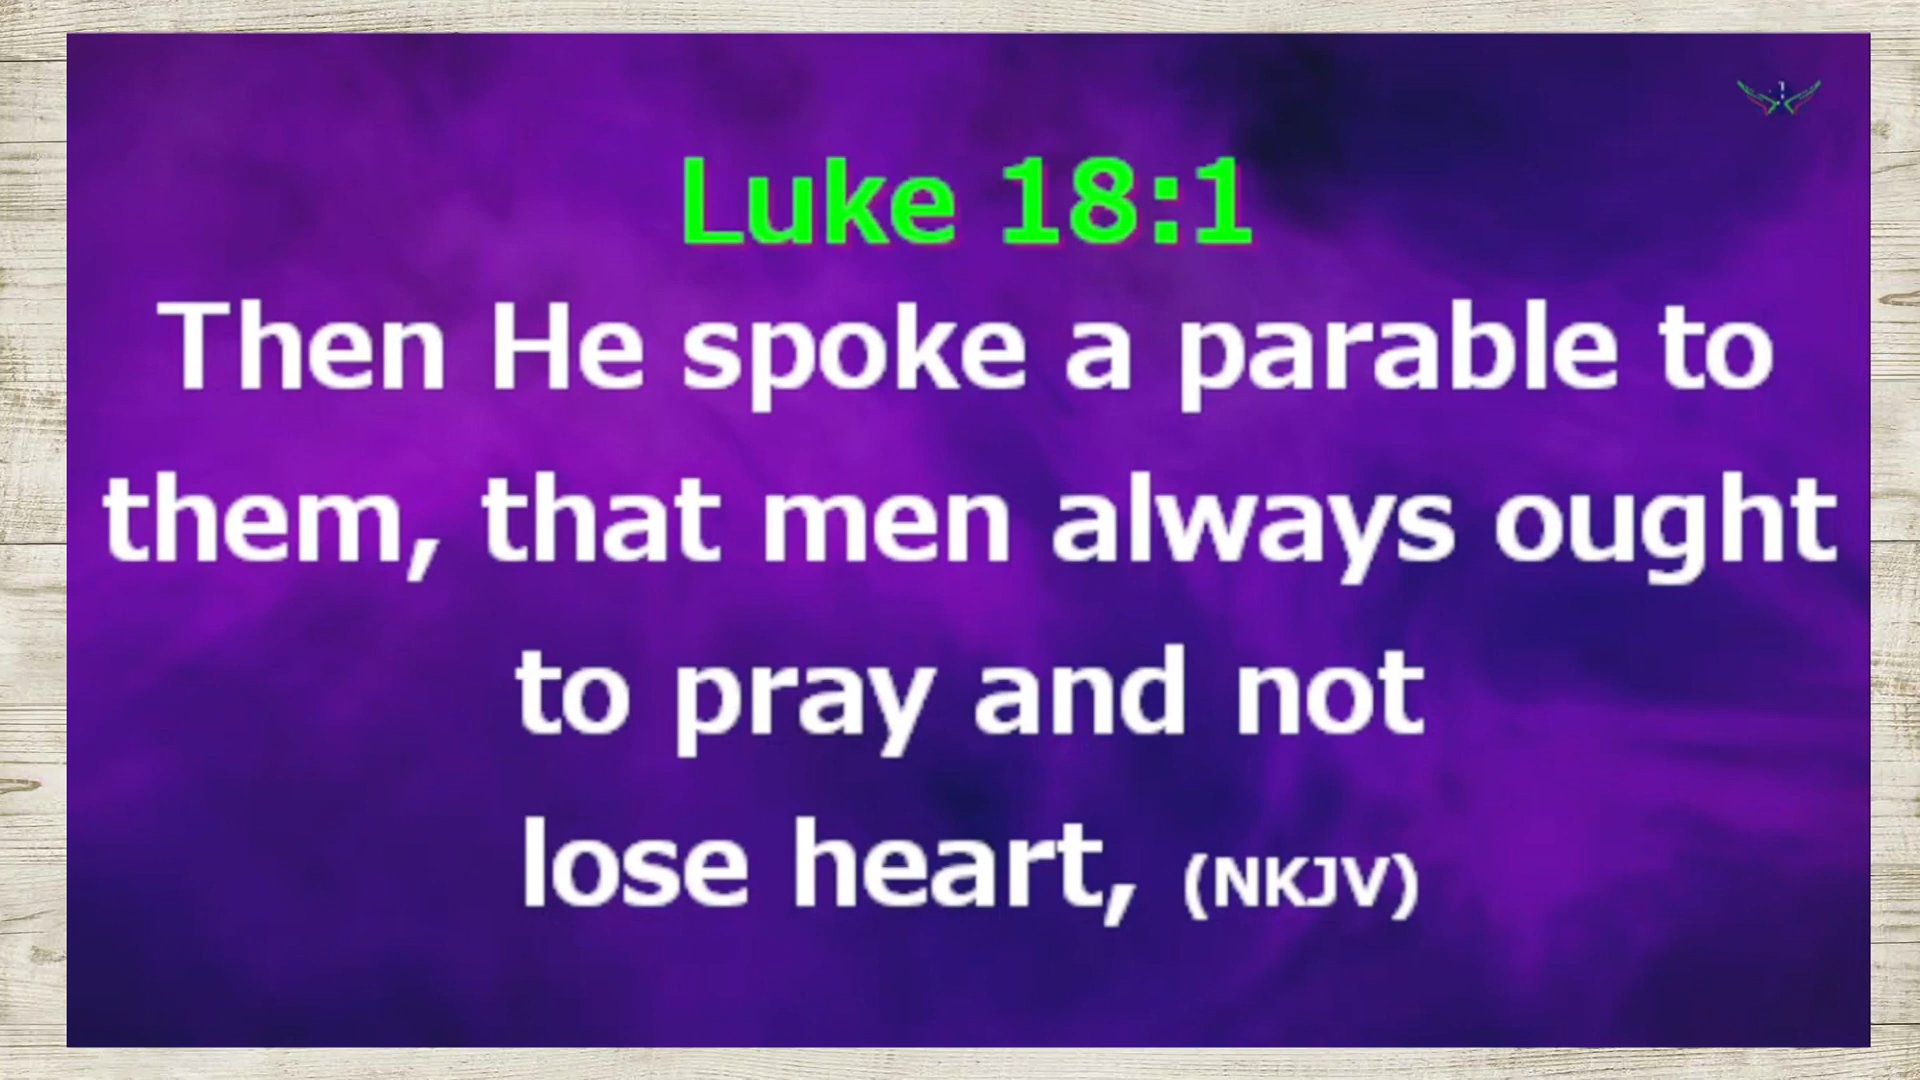 Luke 18:1
Then He spoke a parable to
them, that men always ought
to pray and not
lose heart, (NKJV)